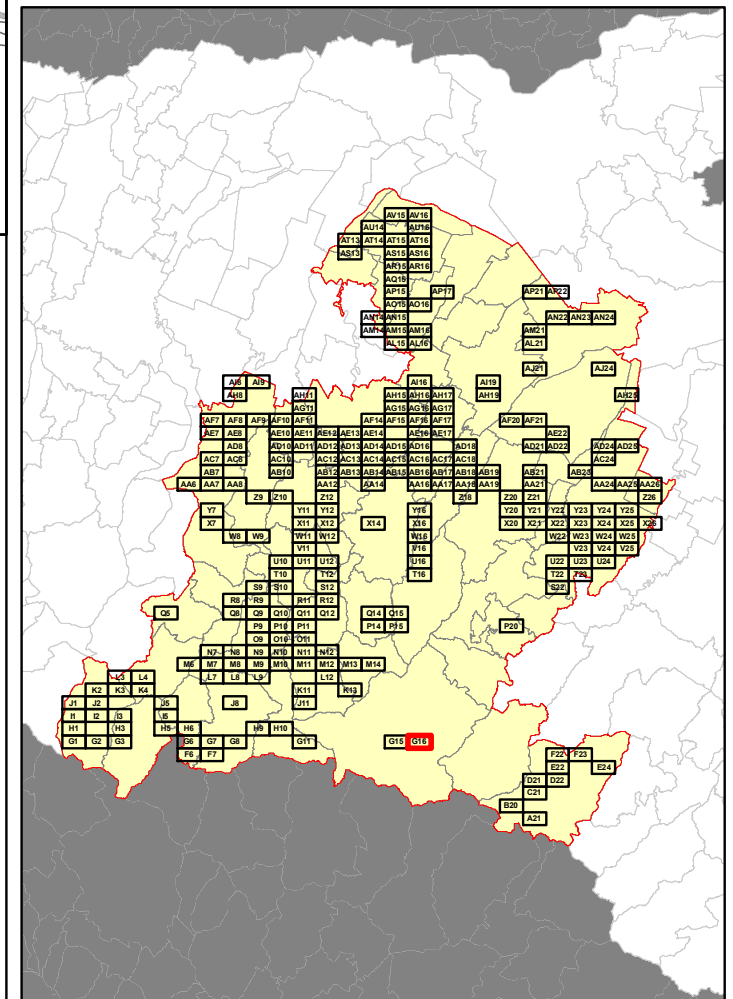 AV15 AV16
AU14 AU16
AT13 AT14 AT15 AT16
AS13 AS15 AS16
AR15 AR16
AQ15
AP15 AP17 AP21 AP22
AO15 AO16
AN14 AN15 AN22 AN23 AN24
AM14 AM15 AM16 AM21
AL15 AL16 AL21
AJ21 AJ24
AI8 AI9 AI16 AI19
AH8 AH11 AH15 AH16 AH17 AH19 AH25
AG11 AG15 AG16 AG17
AF7 AF8 AF9 AF10 AF11 AF14 AF15 AF16 AF17 AF20 AF21
AE7 AE8 AE10 AE11 AE12 AE13 AE14 AE16 AE17 AE22
AD8 AD10 AD11 AD12 AD13 AD14 AD15 AD16 AD18 AD21 AD22 AD24 AD25
AC7 AC8 AC10 AC12 AC13 AC14 AC15 AC16 AC17 AC18 AC24
AB7 AB10 AB12 AB13 AB14 AB15 AB16 AB17 AB18 AB19 AB21 AB23
AA6 AA7 AA8 AA12 AA14 AA16 AA17 AA18 AA19 AA21 AA24 AA25 AA26
Z9 Z10 Z12 Z18 Z20 Z21 Z26
Y7 Y11 Y12 Y16 Y20 Y21 Y22 Y23 Y24 Y25
X7 X11 X12 X14 X16 X20 X21 X22 X23 X24 X25 X26
W8 W9 W11 W12 W16 W22 W23 W24 W25
V11 V16 V23 V24 V25
U10 U11 U12 U16 U22 U23 U24
T10 T12 T16 T22 T23
S9 S10 S12 S22
R8 R9 R11 R12
Q5 Q8 Q9 Q10 Q11 Q12 Q14 Q15
P9 P10 P11 P14 P15 P20
O9 O10 O11
N7 N8 N9 N10 N11 N12
M6 M7 M8 M9 M10 M11 M12 M13 M14
L3 L4 L7 L8 L9 L12
K2 K3 K4 K11 K13
J1 J2 J5 J8 J11
I1 I2 I3 I5
H1 H3 H5 H6 H9 H10
G1 G2 G3 G6 G7 G8 G11 G15 G16
F6 F7 F22 F23
E22 E24
D21 D22
C21
B20
A21